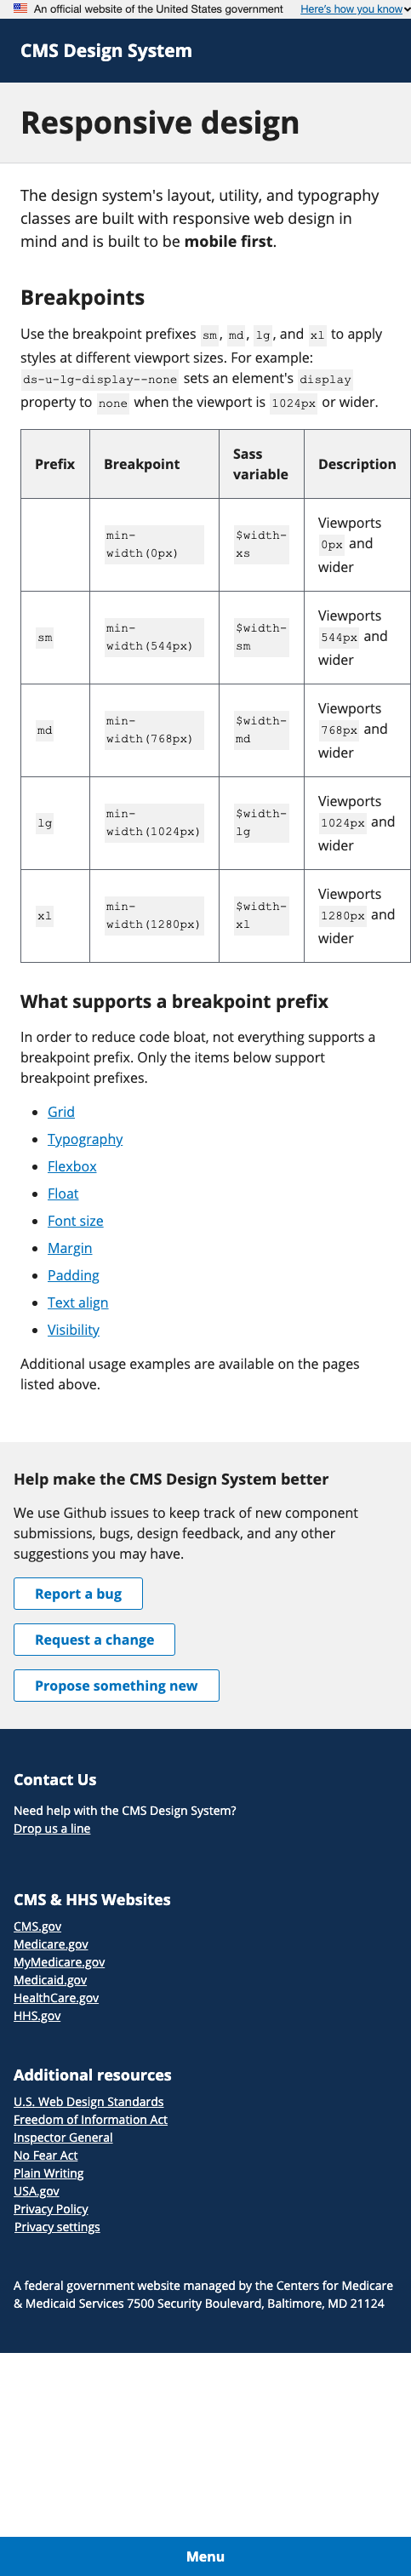 An official website of the United States government Here's how you know
CMS Design System
Responsive design
The design system's layout, utility, and typography
classes are built with responsive web design in
mind and is built to be mobile first.
Breakpoints
Use the breakpoint prefixes sm, md, lg, and xl to apply
styles at different viewport sizes. For example:
ds-u-lg-display--none sets an element's display
property to none when the viewport is 1024px or wider.
Prefix Breakpoint Sass variable Description
min-width(0px) $width-xs Viewports 0px and wider
sm min-width(544px) $width-sm Viewports 544px and wider
md min-width(768px) $width-md Viewports 768px and wider
lg min-width(1024px) $width-lg Viewports 1024px and wider
xl min-width(1280px) $width-xl Viewports 1280px and wider
What supports a breakpoint prefix
In order to reduce code bloat, not everything supports a
breakpoint prefix. Only the items below support
breakpoint prefixes.
Grid
Typography
Flexbox
Float
Font size
Margin
Padding
Text align
Visibility
Additional usage examples are available on the pages
listed above.
Help make the CMS Design System better
We use Github issues to keep track of new component
submissions, bugs, design feedback, and any other
suggestions you may have.
Report a bug
Request a change
Propose something new
Contact Us
Need help with the CMS Design System?
Drop us a line
CMS & HHS Websites
CMS.gov
Medicare.gov
MyMedicare.gov
Medicaid.gov
HealthCare.gov
HHS.gov
Additional resources
U.S. Web Design Standards
Freedom of Information Act
Inspector General
No Fear Act
Plain Writing
USA.gov
Privacy Policy
Privacy settings
A federal government website managed by the Centers for Medicare
& Medicaid Services 7500 Security Boulevard, Baltimore, MD 21124
Menu